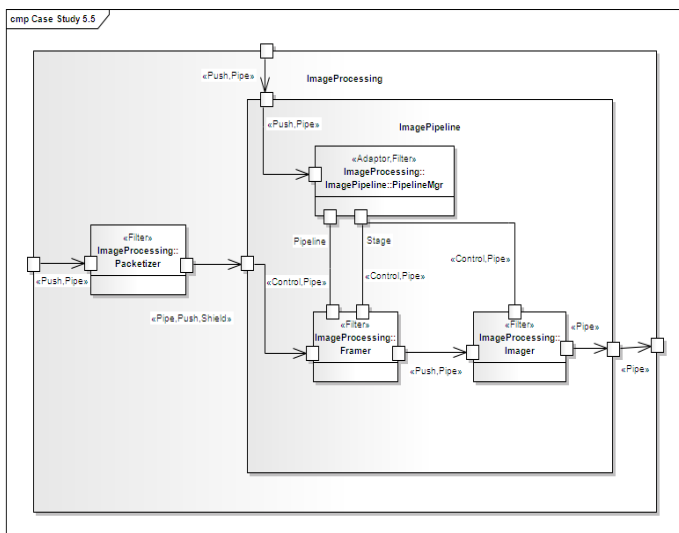 cmp Case Study 5.5
«Push,Pipe»
ImageProcessing
«Push,Pipe»
ImagePipeline
«Adaptor,Filter»
ImageProcessing::
ImagePipeline::PipelineMgr
«Filter»
ImageProcessing::
Packetizer
Pipeline
Stage
«Push,Pipe»
«Control,Pipe»
«Control,Pipe»
«Control,Pipe»
«Pipe,Push,Shield»
«Filter»
ImageProcessing::
Framer
«Filter»
ImageProcessing::
Imager
«Pipe»
«Push,Pipe»
«Pipe»